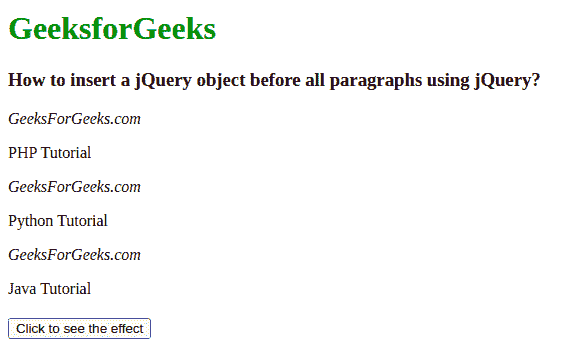 GeeksforGeeks
How to insert a jQuery object before all paragraphs using jQuery?
GeeksForGeeks.com
PHP Tutorial
GeeksForGeeks.com
Python Tutorial
GeeksForGeeks.com
Java Tutorial
Click to see the effect